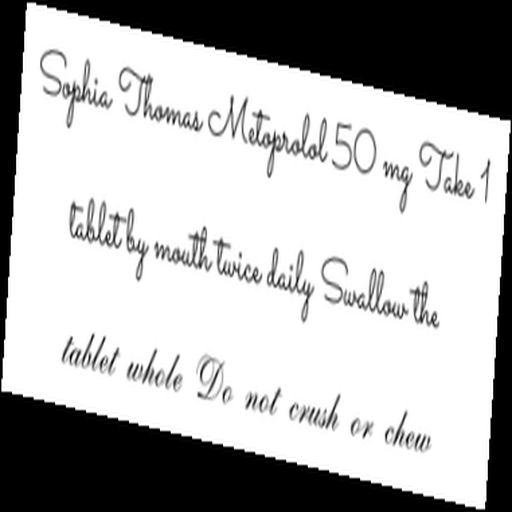 Sophia Thomas Metoprolol 50 mg Take 1
tablet by mouth twice daily Swallow the
tablet whole Do not crush or chew